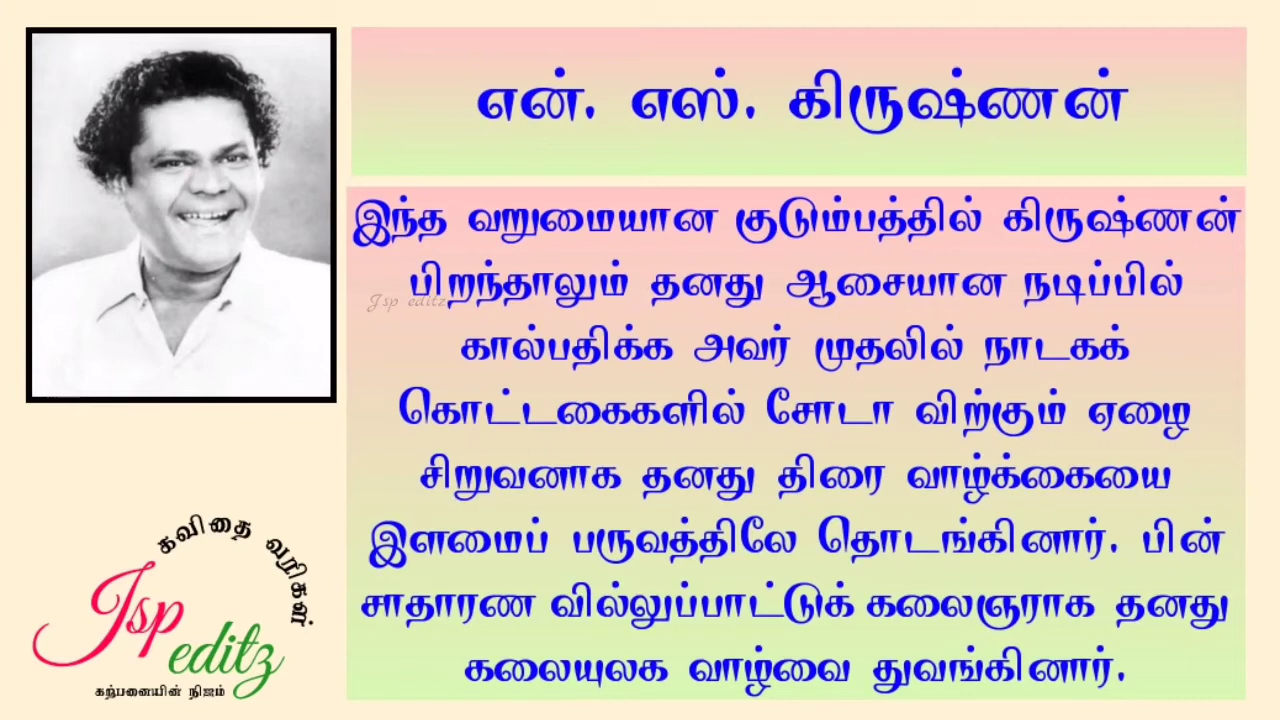 என். எஸ். கிருஷ்ணன்
இந்த வறுமையான குடும்பத்தில் கிருஷ்ணன்
பிறந்தாலும் தனது ஆசையான நடிப்பில்
Jsp editz
கால்பதிக்க அவர் முதலில் நாடகக்
கொட்டகைகளில் சோடா விற்கும் ஏழை
சிறுவனாக தனது திரை வாழ்க்கையை
இளமைப் பருவத்திலே தொடங்கினார். பின்
சாதாரண வில்லுப்பாட்டுக் கலைஞராக தனது
கலையுலக வாழ்வை துவங்கினார்.
கவிதை வரிகள்
Jsp
editz
கற்பனையின் நிஜம்